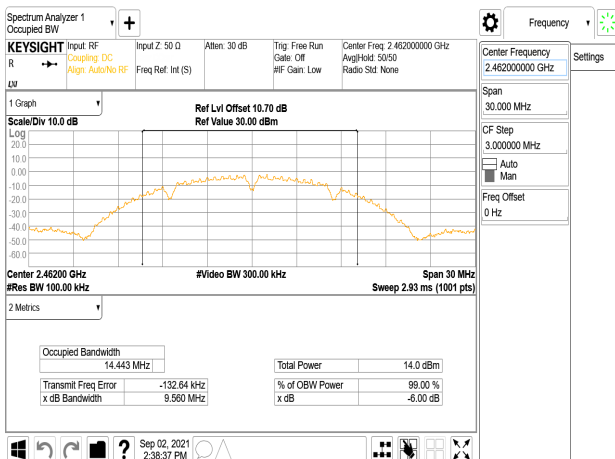 Spectrum Analyzer 1
Occupied BW
Frequency
KEYSIGHT
R
LXI
Input: RF
Coupling: DC
Align: Auto/No RF
Input Z: 50 Ω
Freq Ref: Int (S)
Atten: 30 dB
Trig: Free Run
Gate: Off
#IF Gain: Low
Center Freq: 2.462000000 GHz
Avg|Hold: 50/50
Radio Std: None
Center Frequency
2.462000000 GHz
Settings
Span
30.000 MHz
CF Step
3.000000 MHz
Auto
Man
Freq Offset
0 Hz
1 Graph
Scale/Div 10.0 dB
Ref Lvl Offset 10.70 dB
Ref Value 30.00 dBm
Log
20.0
10.0
0.00
-10.0
-20.0
-30.0
-40.0
-50.0
-60.0
Center 2.46200 GHz
#Video BW 300.00 kHz
Span 30 MHz
#Res BW 100.00 kHz
Sweep 2.93 ms (1001 pts)
2 Metrics
Occupied Bandwidth
14.443 MHz
Total Power 14.0 dBm
Transmit Freq Error -132.64 kHz
% of OBW Power 99.00 %
x dB Bandwidth 9.560 MHz
x dB -6.00 dB
?
Sep 02, 2021
2:38:37 PM